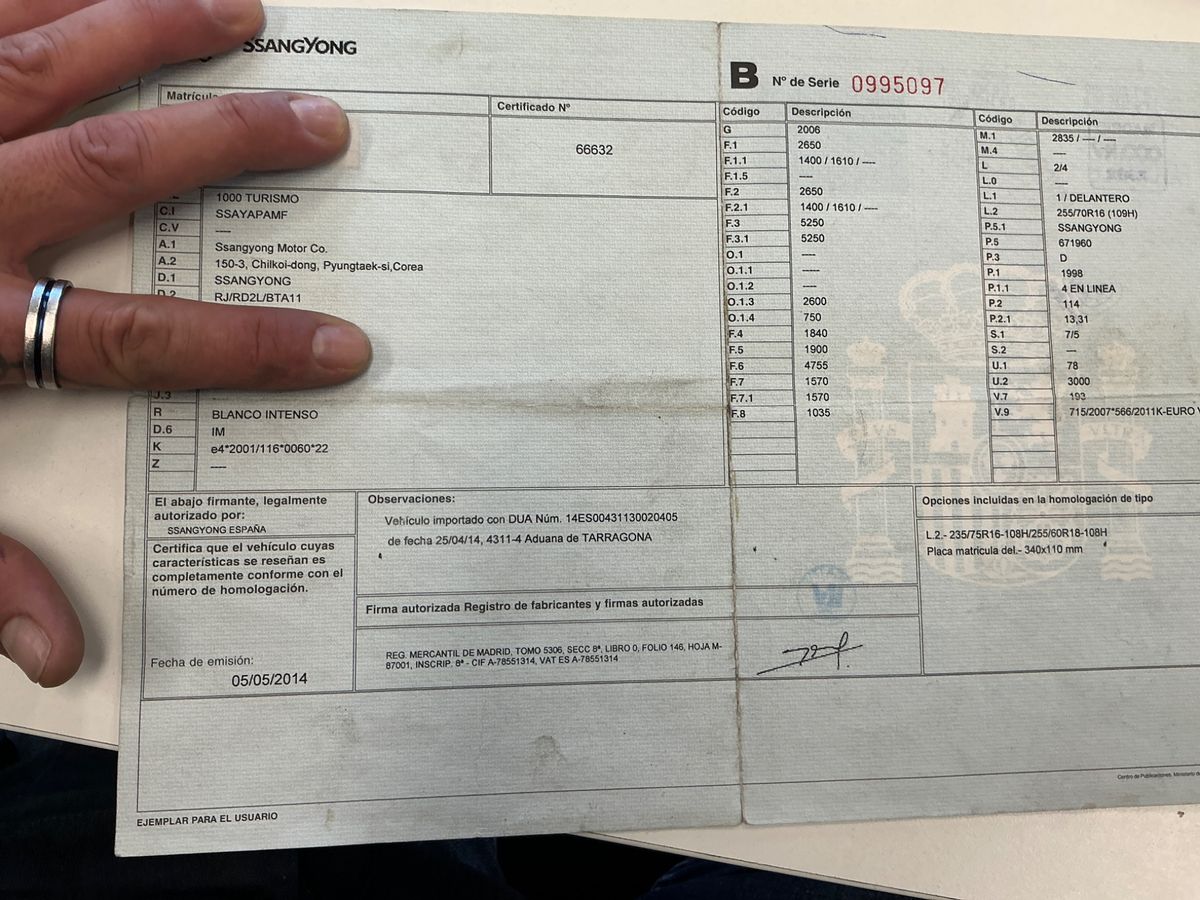 SSANGYONG
B Nº de Serie 0995097
Matrícula
Certificado Nº
66632
1000 TURISMO
C.I SSAYAPAMF
C.V ----
A.1 Ssangyong Motor Co.
A.2 150-3, Chilkoi-dong, Pyungtaek-si,Corea
D.1 SSANGYONG
D.2 RJ/RD2L/BTA11
J.3
R BLANCO INTENSO
D.6 IM
K e4*2001/116*0060*22
Z ----
Código Descripción
G 2006
F.1 2650
F.1.1 1400 / 1610 / ----
F.1.5 ----
F.2 2650
F.2.1 1400 / 1610 / ----
F.3 5250
F.3.1 5250
O.1 ----
O.1.1 ----
O.1.2 ----
O.1.3 2600
O.1.4 750
F.4 1840
F.5 1900
F.6 4755
F.7 1570
F.7.1 1570
F.8 1035
Código Descripción
M.1 2835 / ---- / ----
M.4 ----
L 2/4
L.0 ----
L.1 1 / DELANTERO
L.2 255/70R16 (109H)
P.5.1 SSANGYONG
P.5 671960
P.3 D
P.1 1998
P.1.1 4 EN LINEA
P.2 114
P.2.1 13,31
S.1 7/5
S.2 ---
U.1 78
U.2 3000
V.7 193
V.9 715/2007*566/2011K-EURO V
El abajo firmante, legalmente
autorizado por:
SSANGYONG ESPAÑA
Certifica que el vehículo cuyas
características se reseñan es
completamente conforme con el
número de homologación.
Fecha de emisión:
05/05/2014
Observaciones:
Vehículo importado con DUA Núm. 14ES00431130020405
de fecha 25/04/14, 4311-4 Aduana de TARRAGONA
Firma autorizada Registro de fabricantes y firmas autorizadas
REG. MERCANTIL DE MADRID, TOMO 5306, SECC 8ª, LIBRO 0, FOLIO 146, HOJA M-
87001, INSCRIP. 8ª - CIF A-78551314, VAT ES A-78551314
Opciones incluidas en la homologación de tipo
L.2.- 235/75R16-108H/255/60R18-108H
Placa matricula del.- 340x110 mm
Centro de Publicaciones. Ministerio de
EJEMPLAR PARA EL USUARIO